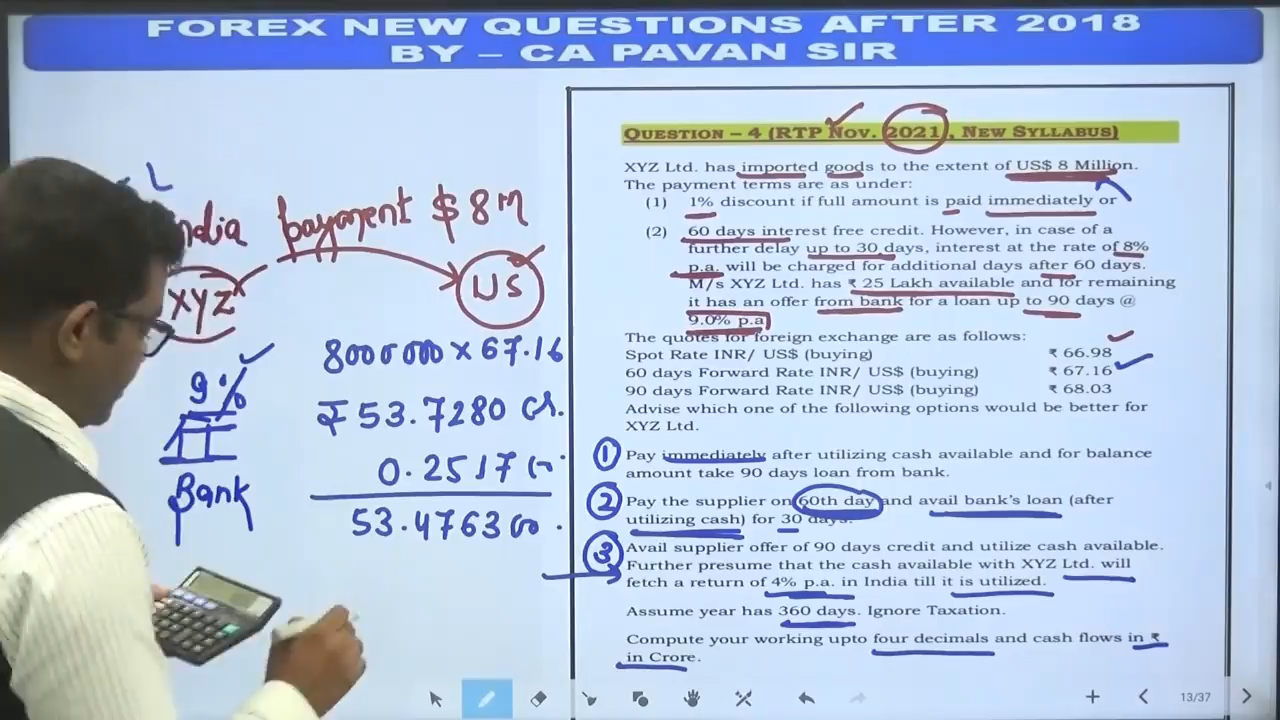 FOREX NEW QUESTIONS AFTER 2018
BY – CA PAVAN SIR
QUESTION – 4 (RTP NOV. 2021, NEW SYLLABUS)
XYZ Ltd. has imported goods to the extent of US$ 8 Million.
The payment terms are as under:
(1) 1% discount if full amount is paid immediately or
(2) 60 days interest free credit. However, in case of a
further delay up to 30 days, interest at the rate of 8%
p.a. will be charged for additional days after 60 days.
M/s XYZ Ltd. has ₹ 25 Lakh available and for remaining
it has an offer from bank for a loan up to 90 days @
9.0% p.a.
The quotes for foreign exchange are as follows:
Spot Rate INR/ US$ (buying) ₹ 66.98
60 days Forward Rate INR/ US$ (buying) ₹ 67.16
90 days Forward Rate INR/ US$ (buying) ₹ 68.03
Advise which one of the following options would be better for
XYZ Ltd.
1 Pay immediately after utilizing cash available and for balance
amount take 90 days loan from bank.
2 Pay the supplier on 60th day and avail bank's loan (after
utilizing cash) for 30 days.
3 Avail supplier offer of 90 days credit and utilize cash available.
Further presume that the cash available with XYZ Ltd. will
fetch a return of 4% p.a. in India till it is utilized.
Assume year has 360 days. Ignore Taxation.
Compute your working upto four decimals and cash flows in ₹
in Crore.
payment $ 8M
XYZ
US
9%
Bank
8000000 × 67.16
₹ 53.7280 Cr.
0.2517
53.4763
13/37